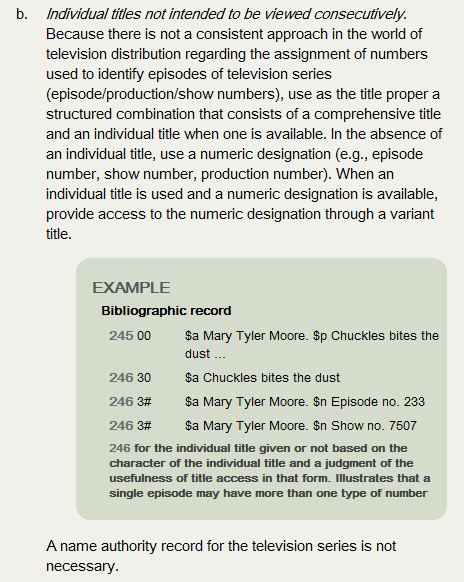 b. Individual titles not intended to be viewed consecutively.
Because there is not a consistent approach in the world of
television distribution regarding the assignment of numbers
used to identify episodes of television series
(episode/production/show numbers), use as the title proper a
structured combination that consists of a comprehensive title
and an individual title when one is available. In the absence of
an individual title, use a numeric designation (e.g., episode
number, show number, production number). When an
individual title is used and a numeric designation is available,
provide access to the numeric designation through a variant
title.
EXAMPLE
Bibliographic record
245 00 $a Mary Tyler Moore. $p Chuckles bites the
dust ...
246 30 $a Chuckles bites the dust
246 3# $a Mary Tyler Moore. $n Episode no. 233
246 3# $a Mary Tyler Moore. $n Show no. 7507
246 for the individual title given or not based on the
character of the individual title and a judgment of the
usefulness of title access in that form. Illustrates that a
single episode may have more than one type of number
A name authority record for the television series is not
necessary.